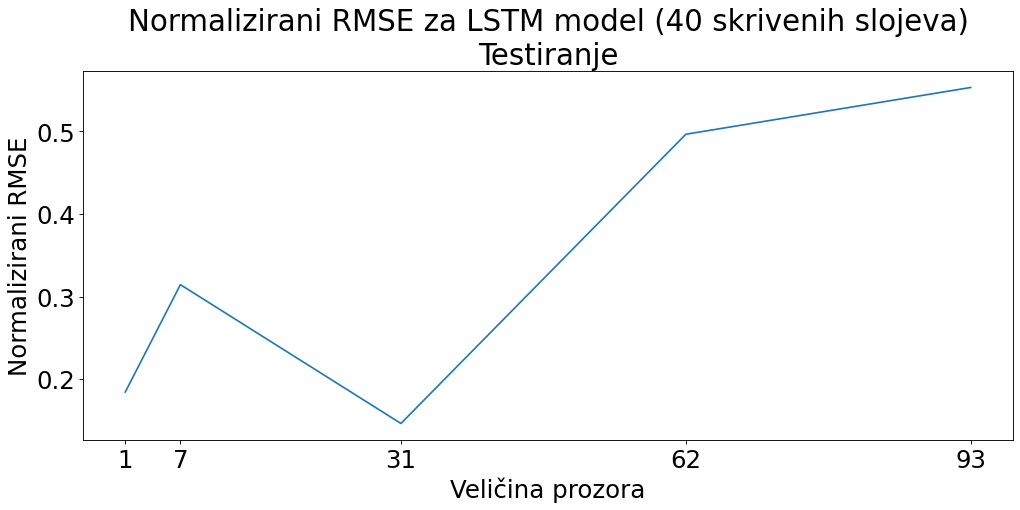 Normalizirani RMSE za LSTM model (40 skrivenih slojeva)
Testiranje
Normalizirani RMSE
0.5
0.4
0.3
0.2
1 7 31 62 93
Veličina prozora